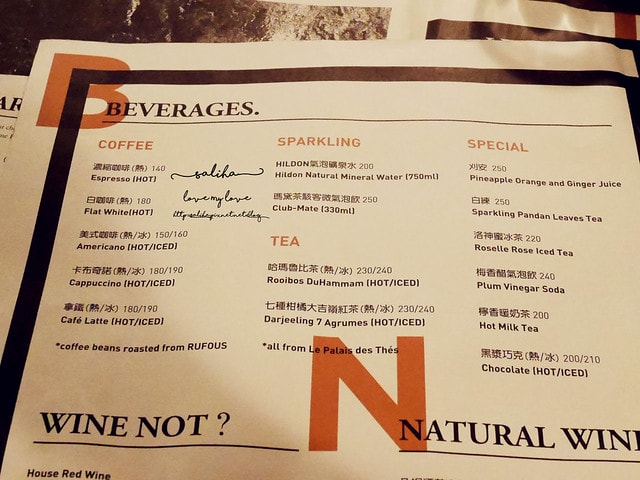 B
BEVERAGES.
COFFEE
濃縮咖啡(熱) 140
Espresso (HOT)
白咖啡(熱) 180
Flat White(HOT)
美式咖啡(熱/冰) 150/160
Americano (HOT/ICED)
卡布奇諾(熱/冰) 180/190
Cappuccino (HOT/ICED)
拿鐵(熱/冰) 180/190
Café Latte (HOT/ICED)
*coffee beans roasted from RUFOUS
saliha
love my love
SPARKLING
HILDON氣泡礦泉水 200
Hildon Natural Mineral Water (750ml)
瑪黛茶駭客微氣泡飲 250
Club-Mate (330ml)
TEA
哈瑪魯比茶(熱/冰) 230/240
Rooibos DuHammam (HOT/ICED)
七種柑橘大吉嶺紅茶(熱/冰) 230/240
Darjeeling 7 Agrumes (HOT/ICED)
*all from Le Palais des Thés
SPECIAL
刈安 250
Pineapple Orange and Ginger Juice
白練 250
Sparkling Pandan Leaves Tea
洛神蜜冰茶 220
Roselle Rose Iced Tea
梅香醋氣泡飲 240
Plum Vinegar Soda
檸香暖奶茶 200
Hot Milk Tea
黑漿巧克(熱/冰) 200/210
Chocolate (HOT/ICED)
WINE NOT ?
House Red Wine
N
NATURAL WIN